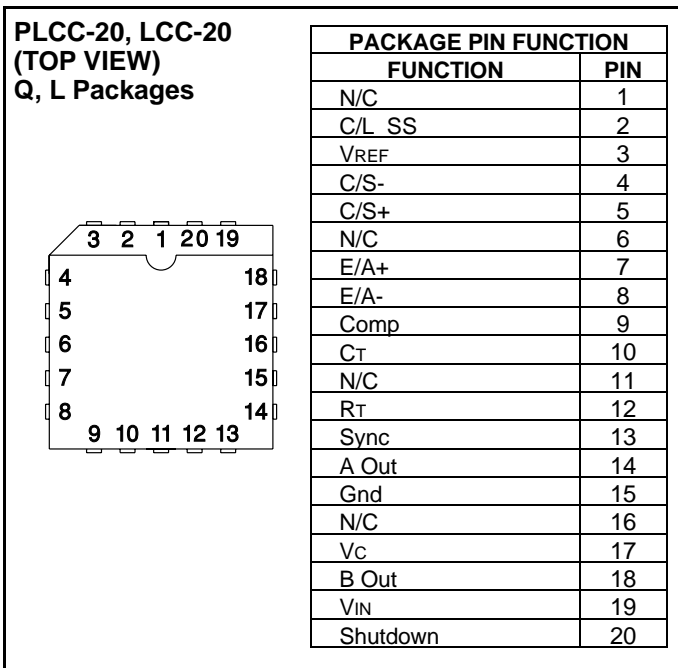 PLCC-20, LCC-20
(TOP VIEW)
Q, L Packages
3 2 1 20 19
4 18
5 17
6 16
7 15
8 14
9 10 11 12 13
PACKAGE PIN FUNCTION
FUNCTION PIN
N/C 1
C/L SS 2
VREF 3
C/S- 4
C/S+ 5
N/C 6
E/A+ 7
E/A- 8
Comp 9
CT 10
N/C 11
RT 12
Sync 13
A Out 14
Gnd 15
N/C 16
VC 17
B Out 18
VIN 19
Shutdown 20